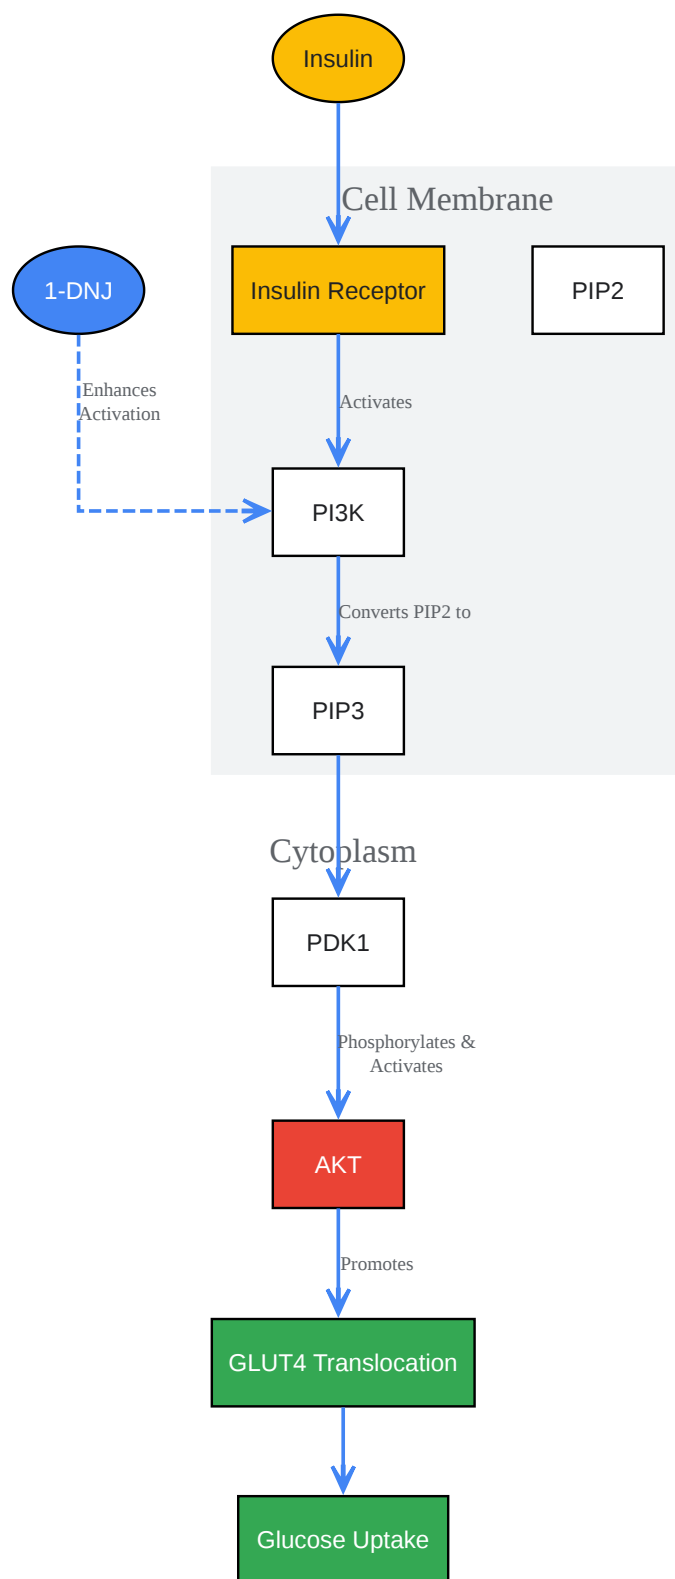 Insulin
Cell Membrane
1-DNJ
Insulin Receptor
PIP2
Enhances
Activation
Activates
PI3K
Converts PIP2 to
PIP3
Cytoplasm
PDK1
Phosphorylates &
Activates
AKT
Promotes
GLUT4 Translocation
Glucose Uptake